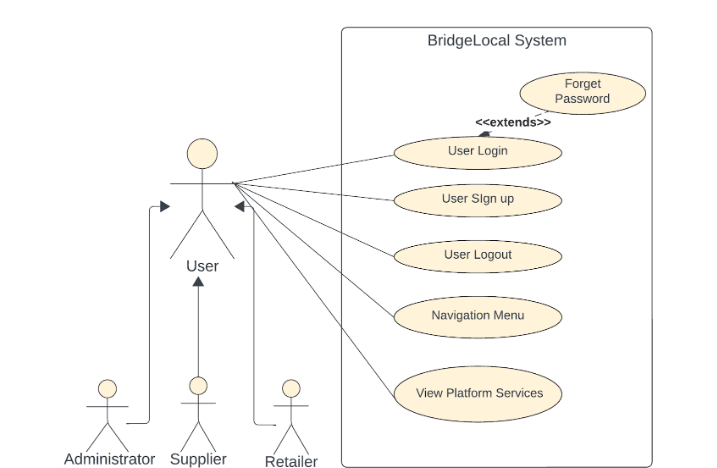 BridgeLocal System
Forget
Password
<<extends>>
User Login
User SIgn up
User Logout
User
Navigation Menu
View Platform Services
Administrator
Supplier
Retailer